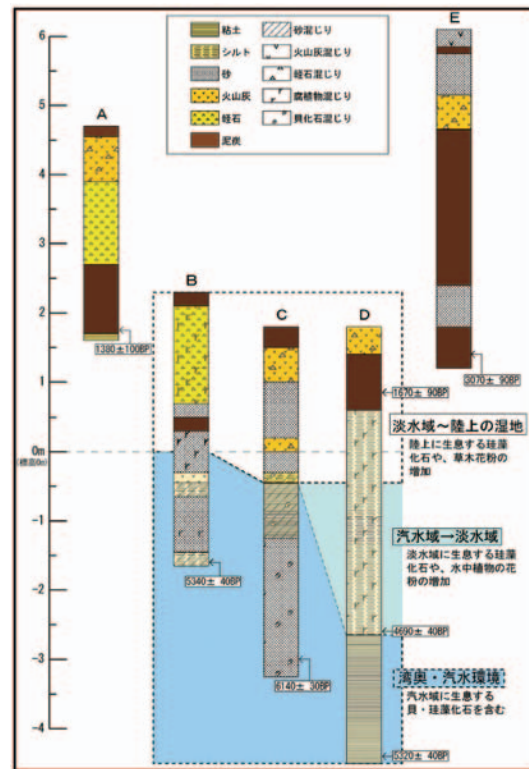 粘土
シルト
砂
火山灰
硅石
泥炭
砂混じり
火山灰混じり
硅石混じり
腐植物混じり
貝化石混じり
6
5
4
3
2
1
0m
(標高0m)
-1
-2
-3
-4
A
B
C
D
E
1380±100BP
5340± 40BP
6140± 30BP
1670± 90BP
4690± 40BP
5320± 40BP
3070± 90BP
淡水域～陸上の湿地
陸上に生息する珪藻
化石や、草木花粉の
増加
汽水域→淡水域
淡水域に生息する珪藻
化石や、水中植物の花
粉の増加
湾奥・汽水環境
汽水域に生息する
貝・珪藻化石を含む